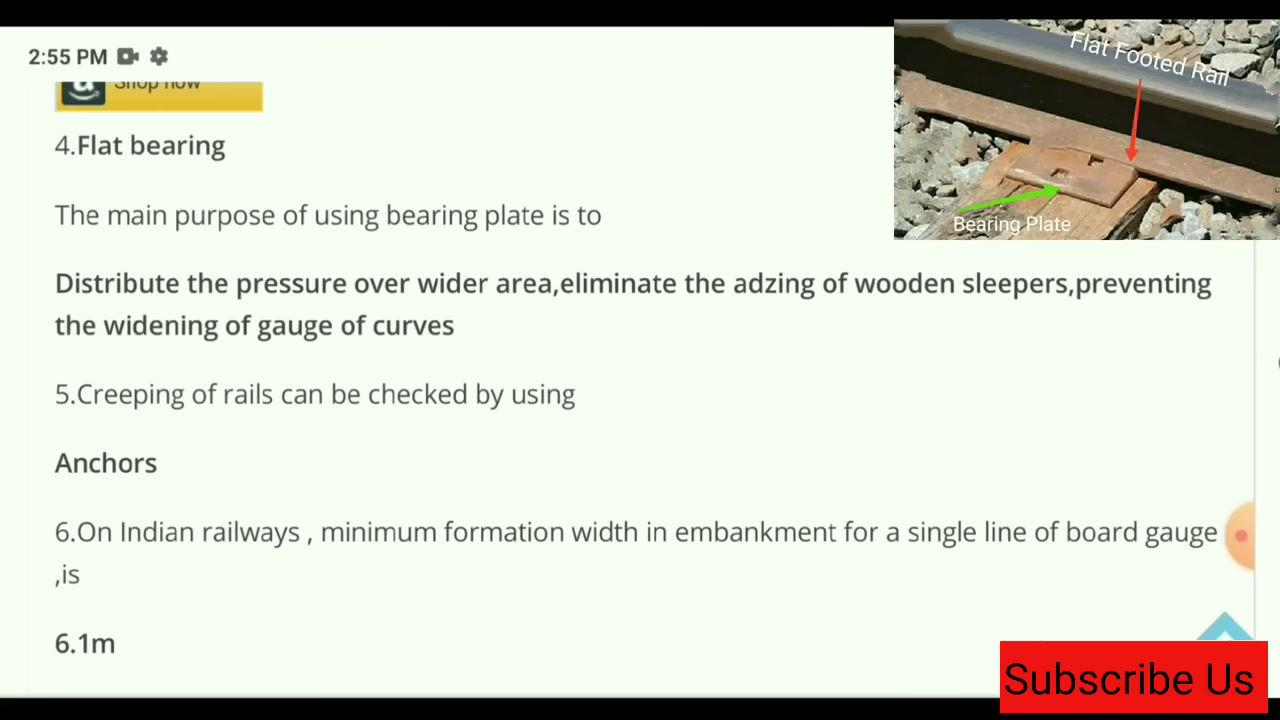 2:55 PM
Shop now
Flat Footed Rail
Bearing Plate
4.Flat bearing
The main purpose of using bearing plate is to
Distribute the pressure over wider area,eliminate the adzing of wooden sleepers,preventing
the widening of gauge of curves
5.Creeping of rails can be checked by using
Anchors
6.On Indian railways , minimum formation width in embankment for a single line of board gauge
,is
6.1m
Subscribe Us